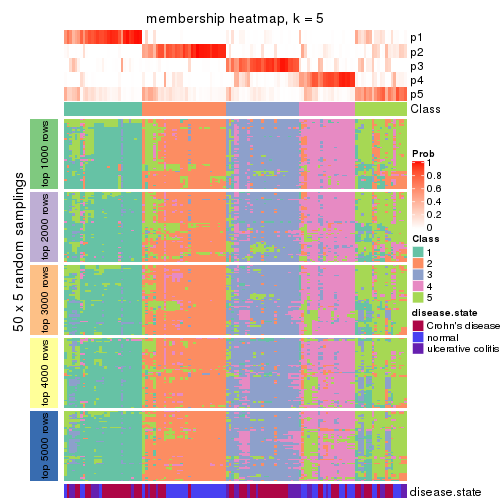 membership heatmap, k = 5
p1
p2
p3
p4
p5
Class
50 x 5 random samplings
top 1000 rows
top 2000 rows
top 3000 rows
top 4000 rows
top 5000 rows
Prob
1
0.8
0.6
0.4
0.2
0
Class
1
2
3
4
5
disease.state
Crohn's disease
normal
ulcerative colitis
disease.state